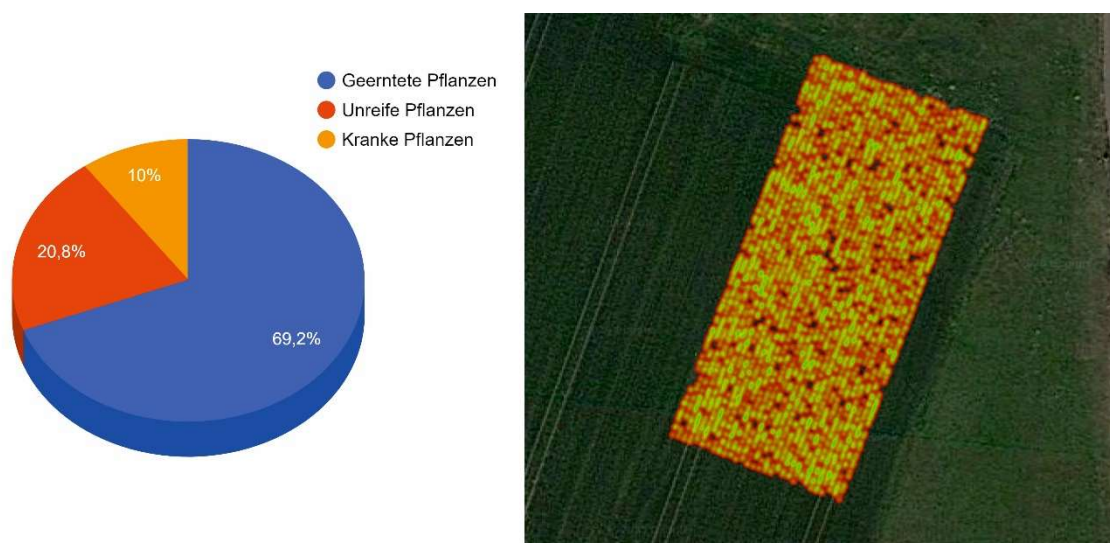 Geerntete Pflanzen
Unreife Pflanzen
Kranke Pflanzen
10%
20,8%
69,2%